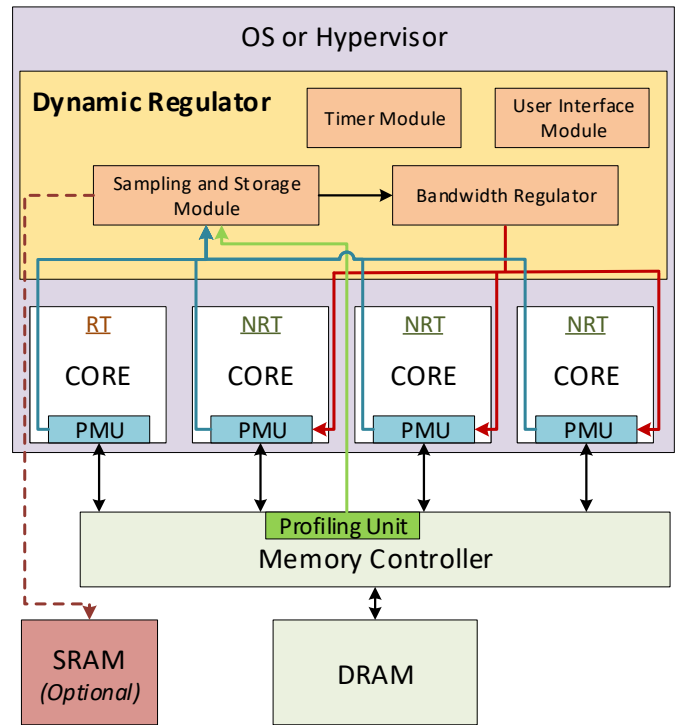 OS or Hypervisor
Dynamic Regulator
Timer Module
User Interface
Module
Sampling and Storage
Module
Bandwidth Regulator
RT
CORE
PMU
NRT
CORE
PMU
NRT
CORE
PMU
NRT
CORE
PMU
Profiling Unit
Memory Controller
SRAM
(Optional)
DRAM